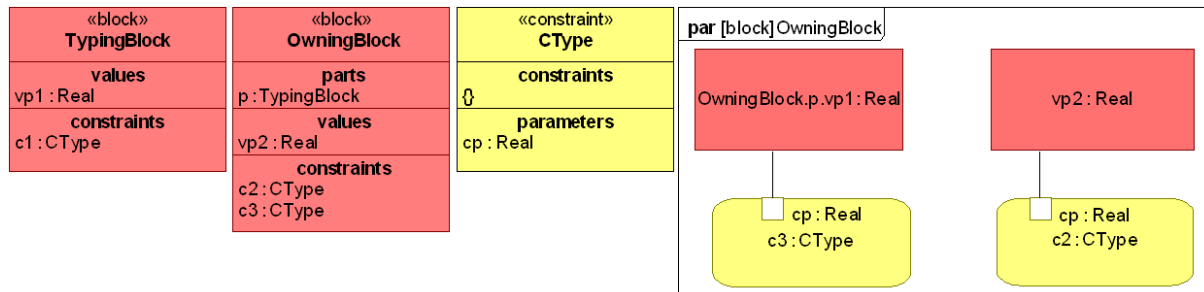 «block»
TypingBlock
values
vp1 : Real
constraints
c1 : CType
«block»
OwningBlock
parts
p : TypingBlock
values
vp2 : Real
constraints
c2 : CType
c3 : CType
«constraint»
CType
constraints
{}
parameters
cp : Real
par [block] OwningBlock
OwningBlock.p.vp1 : Real
vp2 : Real
cp : Real
c3 : CType
cp : Real
c2 : CType